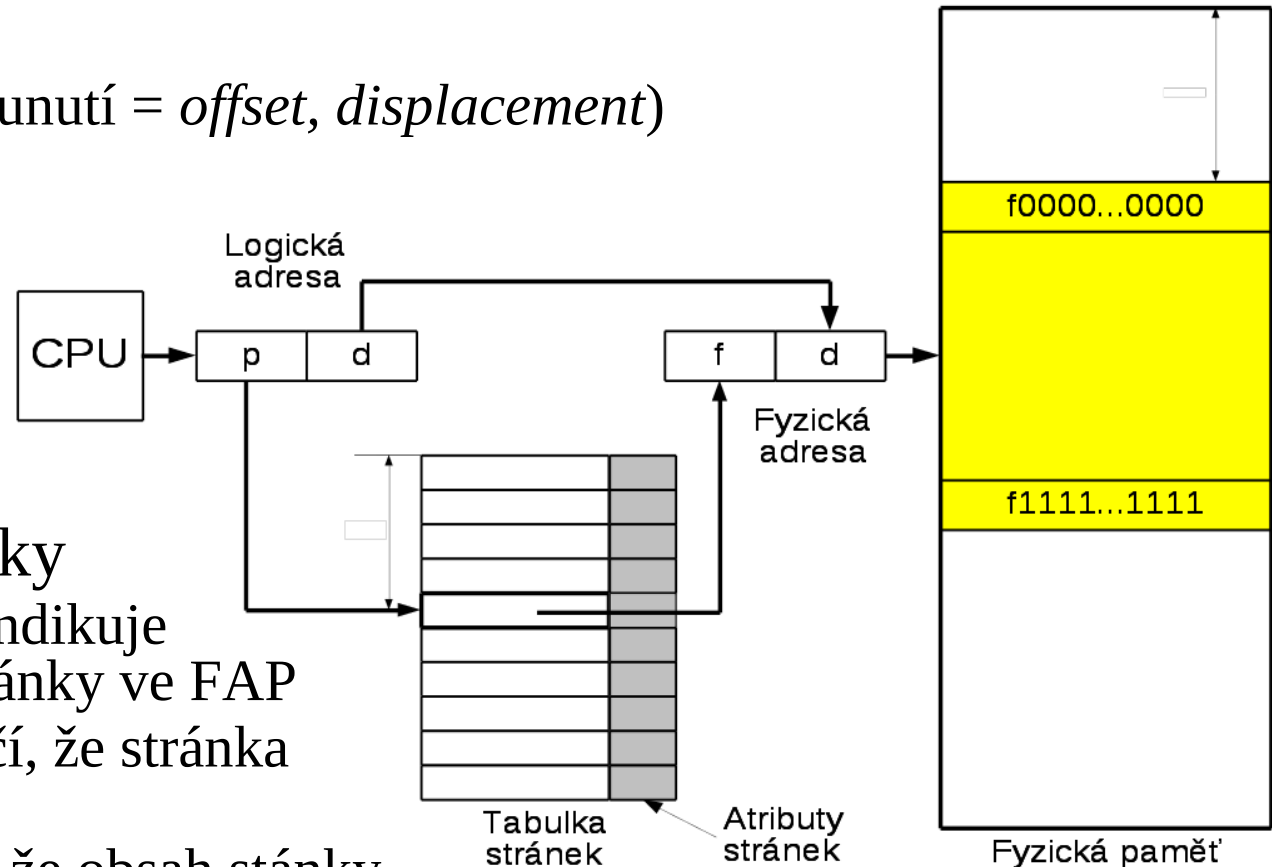 unutí = offset, displacement)
f0000...0000
Logická
adresa
CPU
p d
f d
Fyzická
adresa
f1111...1111
ky
ndikuje
ánky ve FAP
čí, že stránka
že obsah stánky
Tabulka
stránek
Atributy
stránek
Fyzická paměť